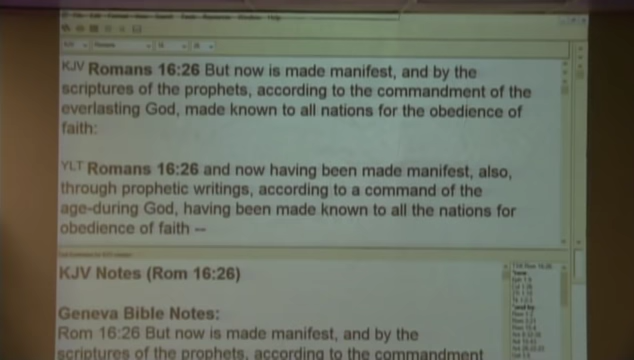 KJV Romans 16:26 But now is made manifest, and by the
scriptures of the prophets, according to the commandment of the
everlasting God, made known to all nations for the obedience of
faith:
YLT Romans 16:26 and now having been made manifest, also,
through prophetic writings, according to a command of the
age-during God, having been made known to all the nations for
obedience of faith --
KJV Notes (Rom 16:26)
Geneva Bible Notes:
Rom 16:26 But now is made manifest, and by the
scriptures of the prophets, according to the commandment